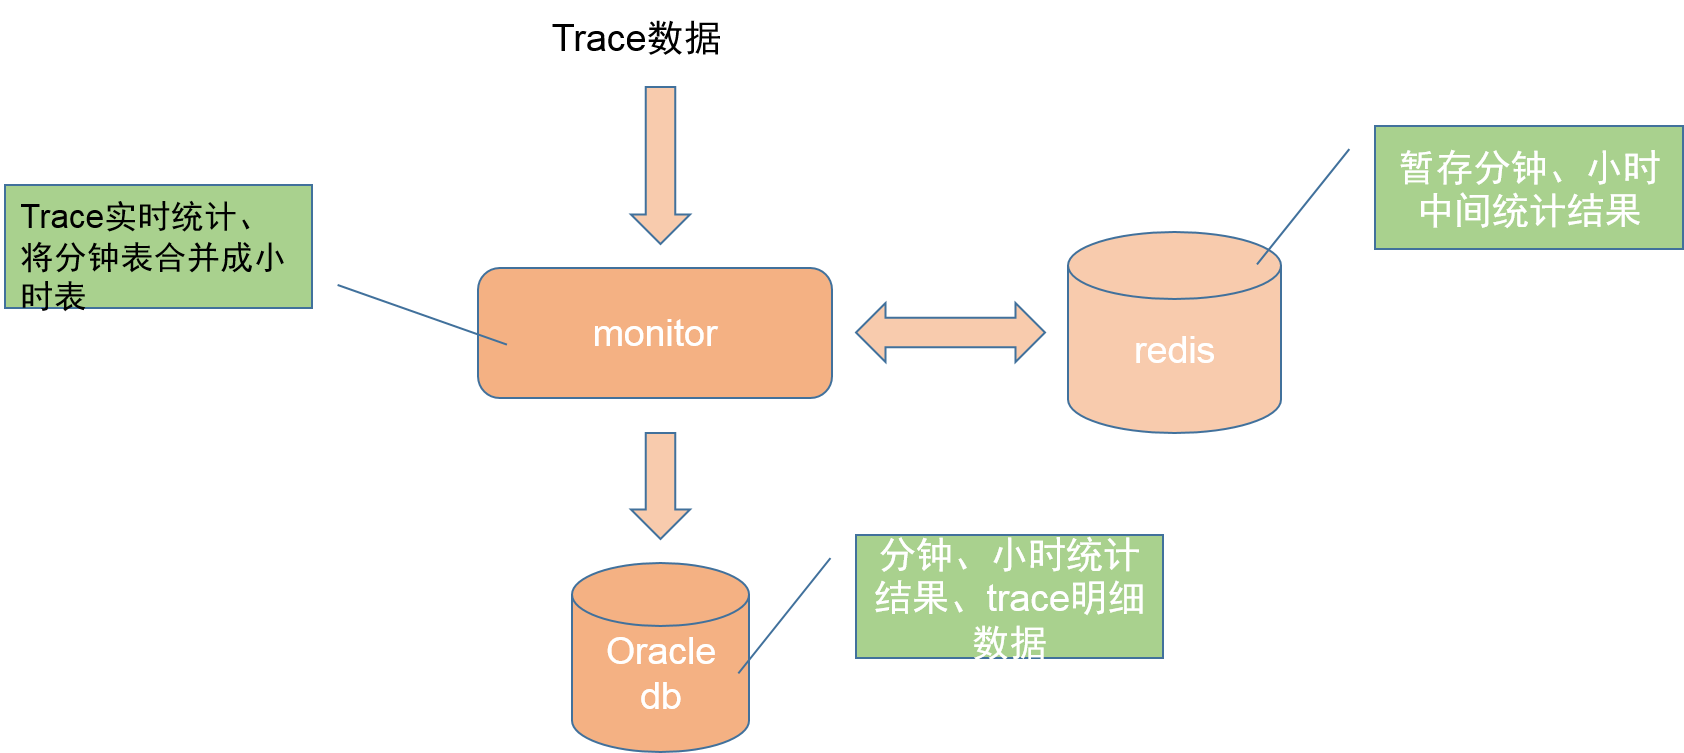 Trace数据
Trace实时统计、
将分钟表合并成小
时表
monitor
redis
暂存分钟、小时
中间统计结果
分钟、小时统计
结果、trace明细
数据
Oracle
db